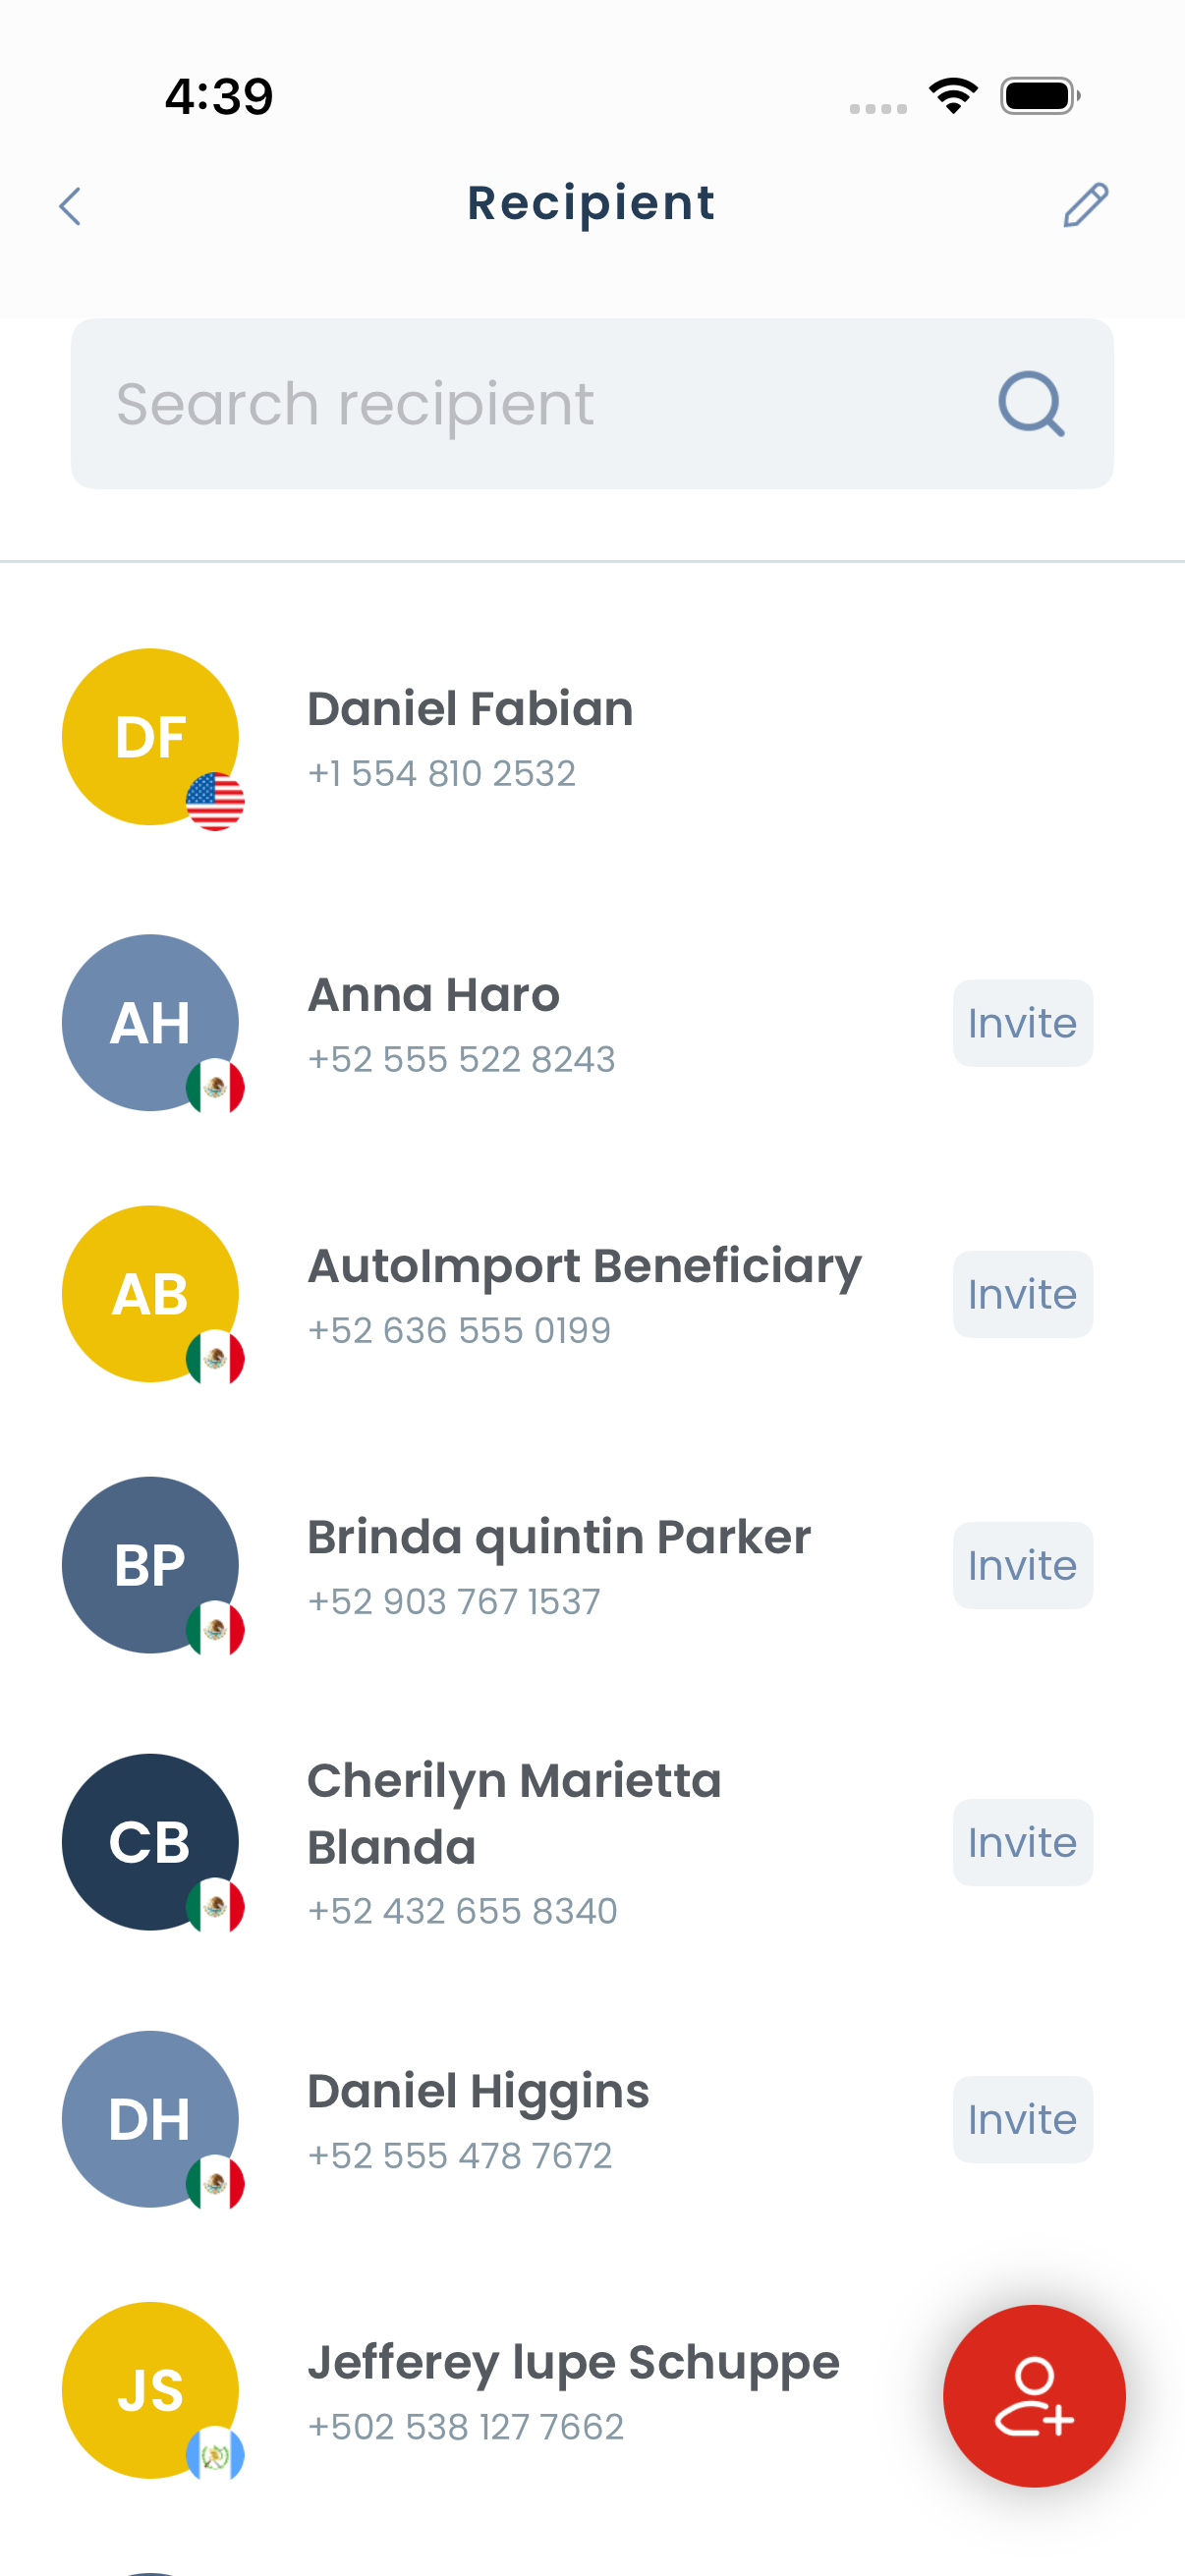 4:39
Recipient
Search recipient
DF
Daniel Fabian
+1 554 810 2532
AH
Anna Haro
+52 555 522 8243
Invite
AB
AutoImport Beneficiary
+52 636 555 0199
Invite
BP
Brinda quintin Parker
+52 903 767 1537
Invite
CB
Cherilyn Marietta
Blanda
+52 432 655 8340
Invite
DH
Daniel Higgins
+52 555 478 7672
Invite
JS
Jefferey lupe Schuppe
+502 538 127 7662